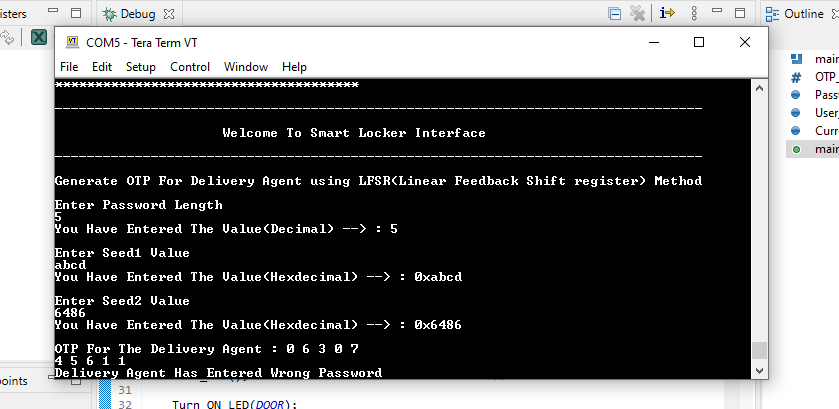 isters
Debug
Outline
COM5 - Tera Term VT
File Edit Setup Control Window Help
**************************************
Welcome To Smart Locker Interface
Generate OTP For Delivery Agent using LFSR(Linear Feedback Shift register) Method
Enter Password Length
5
You Have Entered The Value(Decimal) --> : 5
Enter Seed1 Value
abcd
You Have Entered The Value(Hexdecimal) --> : 0xabcd
Enter Seed2 Value
6486
You Have Entered The Value(Hexdecimal) --> : 0x6486
OTP For The Delivery Agent : 0 6 3 0 7
4 5 6 1 1
Delivery Agent Has Entered Wrong Password
main
OTP_
Pass
User_
Curr
main
points
31
32 Turn_ON_LED(DOOR);